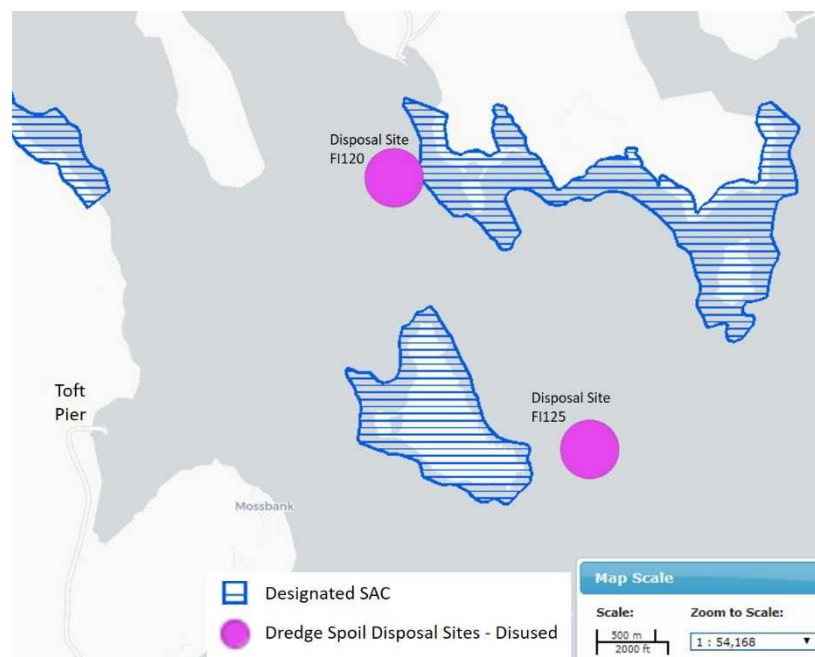 Disposal Site
FI120
Toft
Pier
Disposal Site
FI125
Mossbank
Designated SAC
Dredge Spoil Disposal Sites - Disused
Map Scale
Scale:
Zoom to Scale:
500 m
2000 ft
1 : 54,168